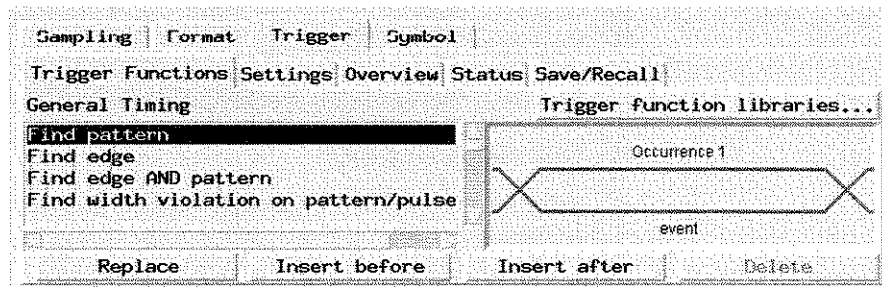 Sampling Format Trigger Symbol
Trigger Functions Settings Overview Status Save/Recall
General Timing Trigger function libraries...
Find pattern
Find edge
Find edge AND pattern
Find width violation on pattern/pulse
Occurrence 1
event
Replace Insert before Insert after Delete